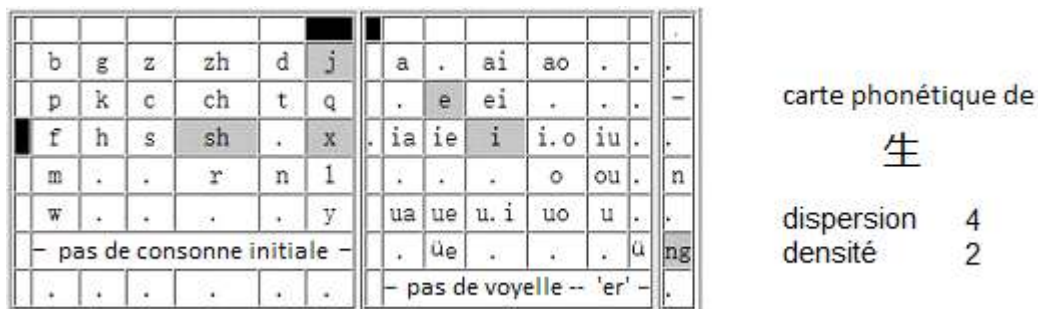 b g z zh d j a . ai ao . . .
p k c ch t q . e ei . . . –
f h s sh . x . ia ie i i.o iu . .
m . . r n l . . . o ou . n
w . . . . y ua ue u.i uo u . .
– pas de consonne initiale – . üe . . . ü ng
. . . . . . – pas de voyelle -- 'er' – .
carte phonétique de
生
dispersion 4
densité 2